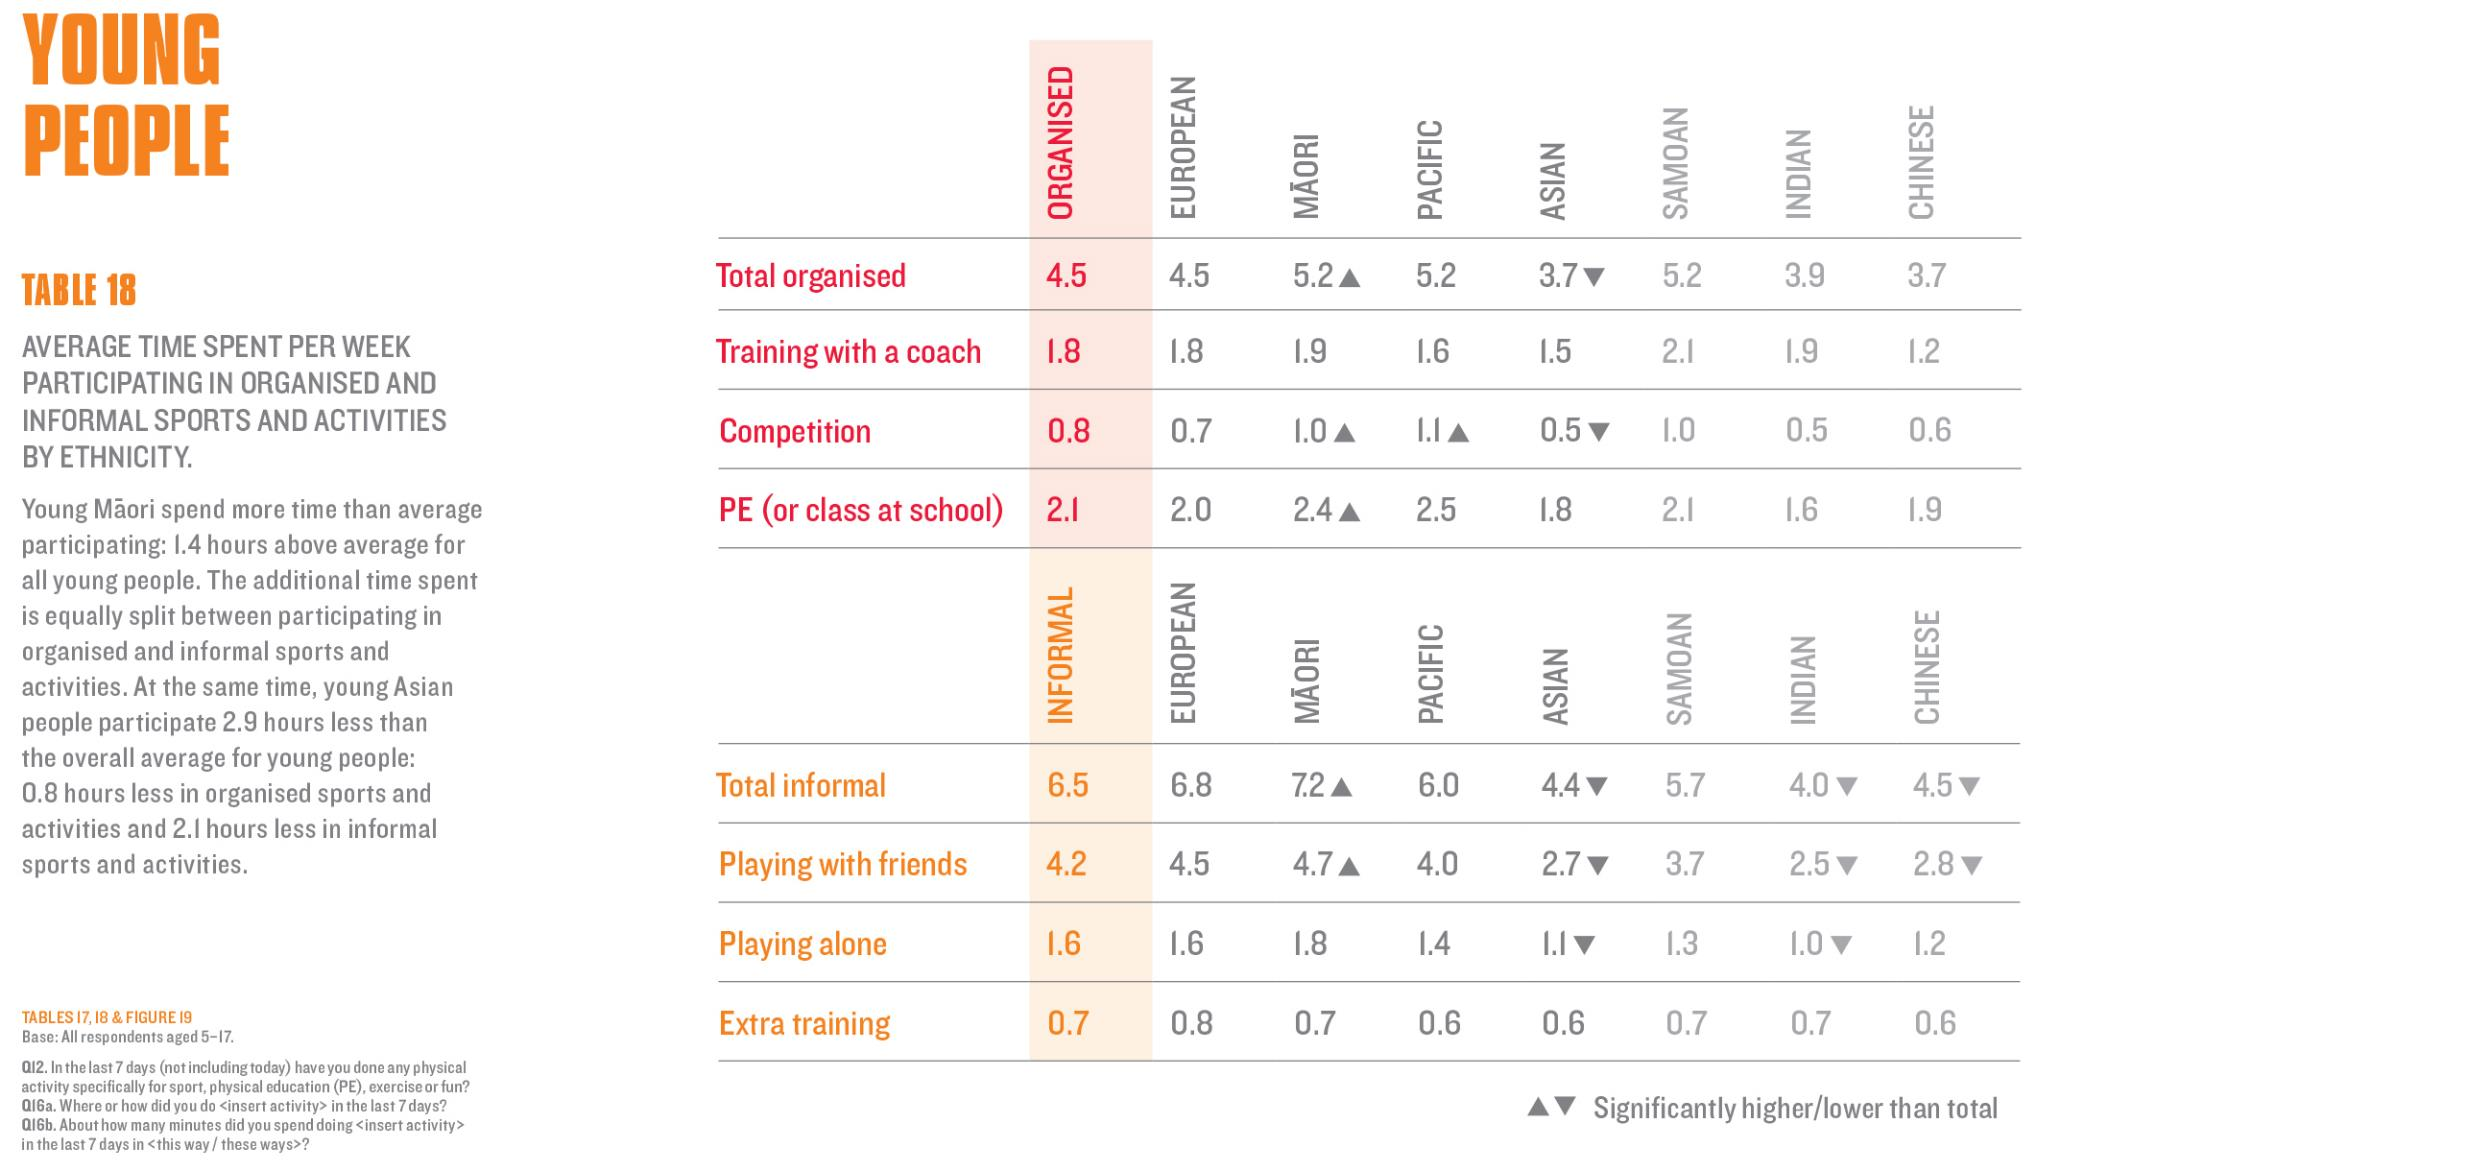 YOUNG
PEOPLE
TABLE 18
AVERAGE TIME SPENT PER WEEK
PARTICIPATING IN ORGANISED AND
INFORMAL SPORTS AND ACTIVITIES
BY ETHNICITY.
Young Māori spend more time than average
participating: 1.4 hours above average for
all young people. The additional time spent
is equally split between participating in
organised and informal sports and
activities. At the same time, young Asian
people participate 2.9 hours less than
the overall average for young people:
0.8 hours less in organised sports and
activities and 2.1 hours less in informal
sports and activities.
TABLES 17, 18 & FIGURE 19
Base: All respondents aged 5–17.
Q12. In the last 7 days (not including today) have you done any physical
activity specifically for sport, physical education (PE), exercise or fun?
Q16a. Where or how did you do <insert activity> in the last 7 days?
Q16b. About how many minutes did you spend doing <insert activity>
in the last 7 days in <this way / these ways>?
ORGANISED EUROPEAN MĀORI PACIFIC ASIAN SAMOAN INDIAN CHINESE
Total organised 4.5 4.5 5.2▲ 5.2 3.7▼ 5.2 3.9 3.7
Training with a coach 1.8 1.8 1.9 1.6 1.5 2.1 1.9 1.2
Competition 0.8 0.7 1.0▲ 1.1▲ 0.5▼ 1.0 0.5 0.6
PE (or class at school) 2.1 2.0 2.4▲ 2.5 1.8 2.1 1.6 1.9
INFORMAL EUROPEAN MĀORI PACIFIC ASIAN SAMOAN INDIAN CHINESE
Total informal 6.5 6.8 7.2▲ 6.0 4.4▼ 5.7 4.0▼ 4.5▼
Playing with friends 4.2 4.5 4.7▲ 4.0 2.7▼ 3.7 2.5▼ 2.8▼
Playing alone 1.6 1.6 1.8 1.4 1.1▼ 1.3 1.0▼ 1.2
Extra training 0.7 0.8 0.7 0.6 0.6 0.7 0.7 0.6
▲▼ Significantly higher/lower than total